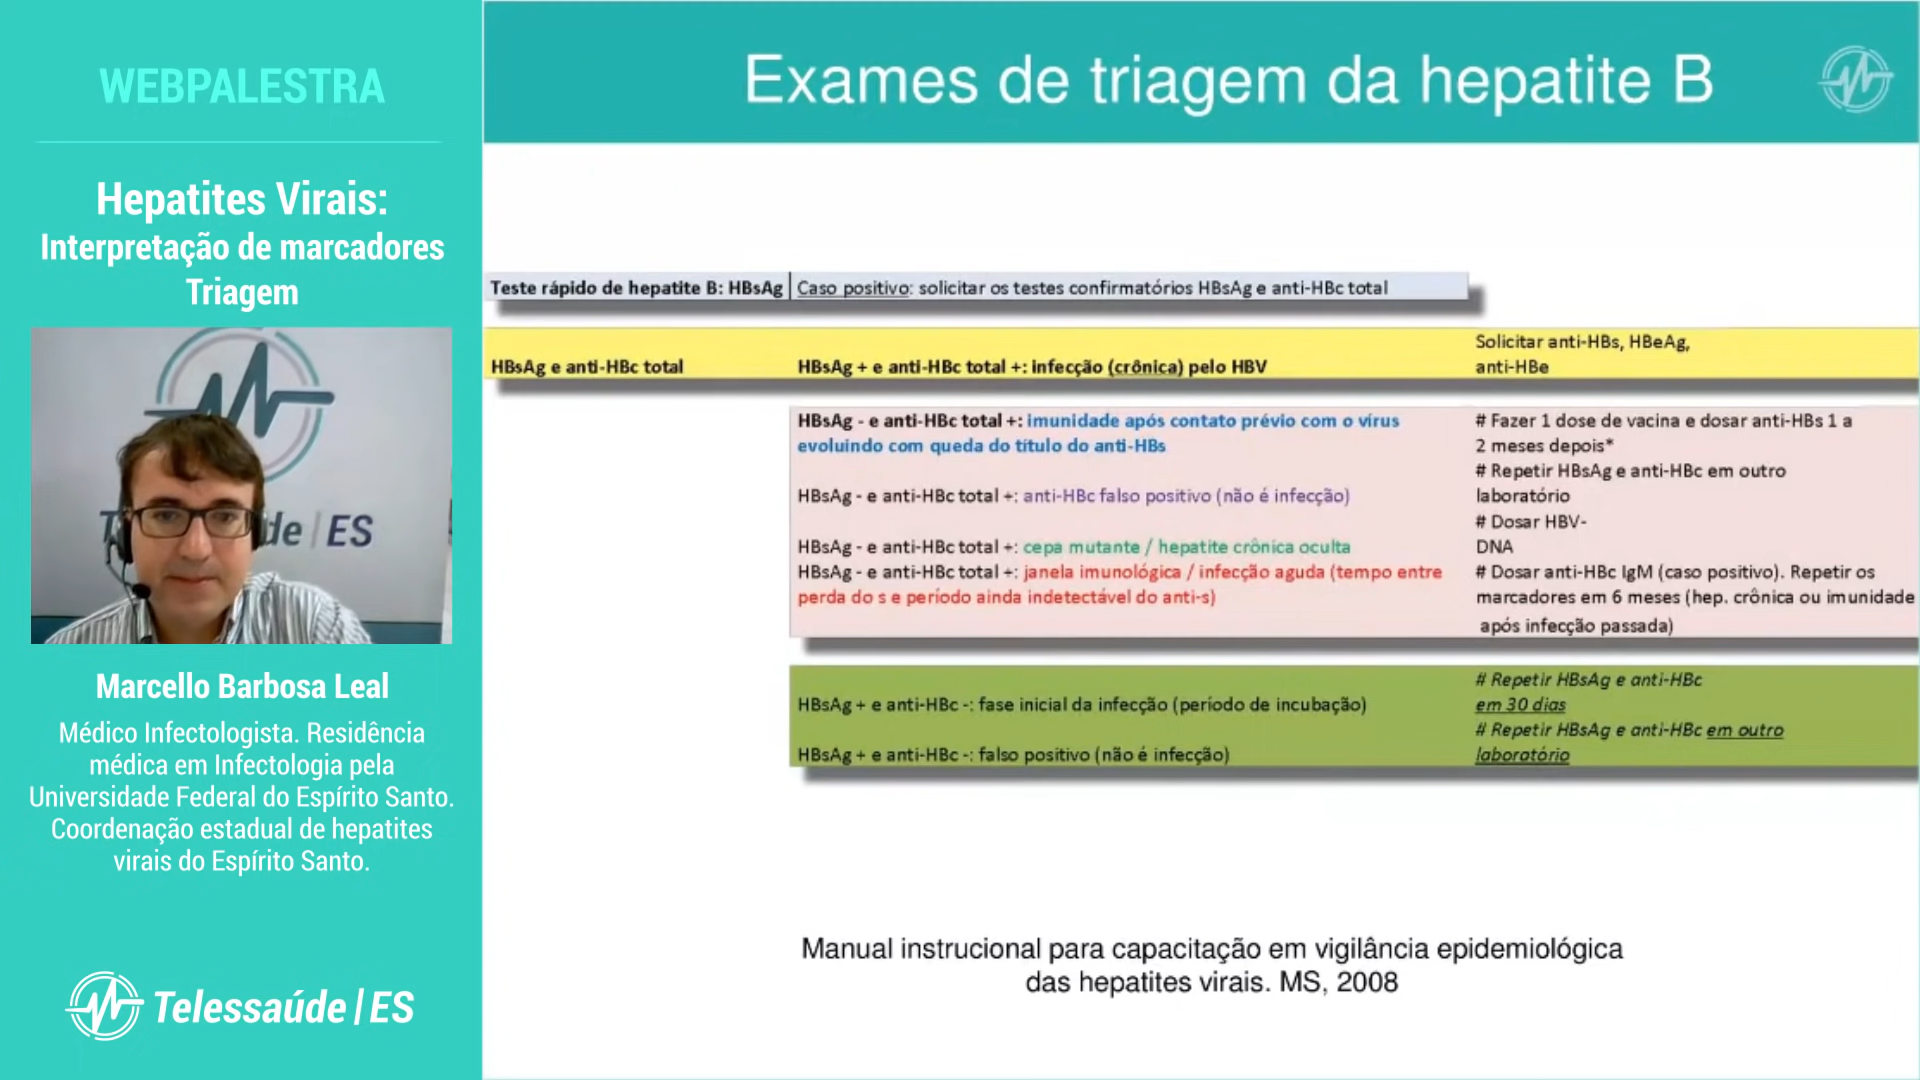 WEBPALESTRA
Hepatites Virais:
Interpretação de marcadores
Triagem
Te de | ES
Marcello Barbosa Leal
Médico Infectologista. Residência
médica em Infectologia pela
Universidade Federal do Espírito Santo.
Coordenação estadual de hepatites
virais do Espírito Santo.
Telessaúde | ES
Exames de triagem da hepatite B
Teste rápido de hepatite B: HBsAg
Caso positivo: solicitar os testes confirmatórios HBsAg e anti-HBc total
HBsAg e anti-HBc total
HBsAg + e anti-HBc total +: infecção (crônica) pelo HBV
Solicitar anti-HBs, HBeAg,
anti-HBe
HBsAg - e anti-HBc total +: imunidade após contato prévio com o vírus
evoluindo com queda do título do anti-HBs
HBsAg - e anti-HBc total +: anti-HBc falso positivo (não é infecção)
HBsAg - e anti-HBc total +: cepa mutante / hepatite crônica oculta
HBsAg - e anti-HBc total +: janela imunológica / infecção aguda (tempo entre
perda do s e período ainda indetectável do anti-s)
# Fazer 1 dose de vacina e dosar anti-HBs 1 a
2 meses depois*
# Repetir HBsAg e anti-HBc em outro
laboratório
# Dosar HBV-
DNA
# Dosar anti-HBc IgM (caso positivo). Repetir os
marcadores em 6 meses (hep. crônica ou imunidade
após infecção passada)
HBsAg + e anti-HBc -: fase inicial da infecção (período de incubação)
HBsAg + e anti-HBc -: falso positivo (não é infecção)
# Repetir HBsAg e anti-HBc
em 30 dias
# Repetir HBsAg e anti-HBc em outro
laboratório
Manual instrucional para capacitação em vigilância epidemiológica
das hepatites virais. MS, 2008